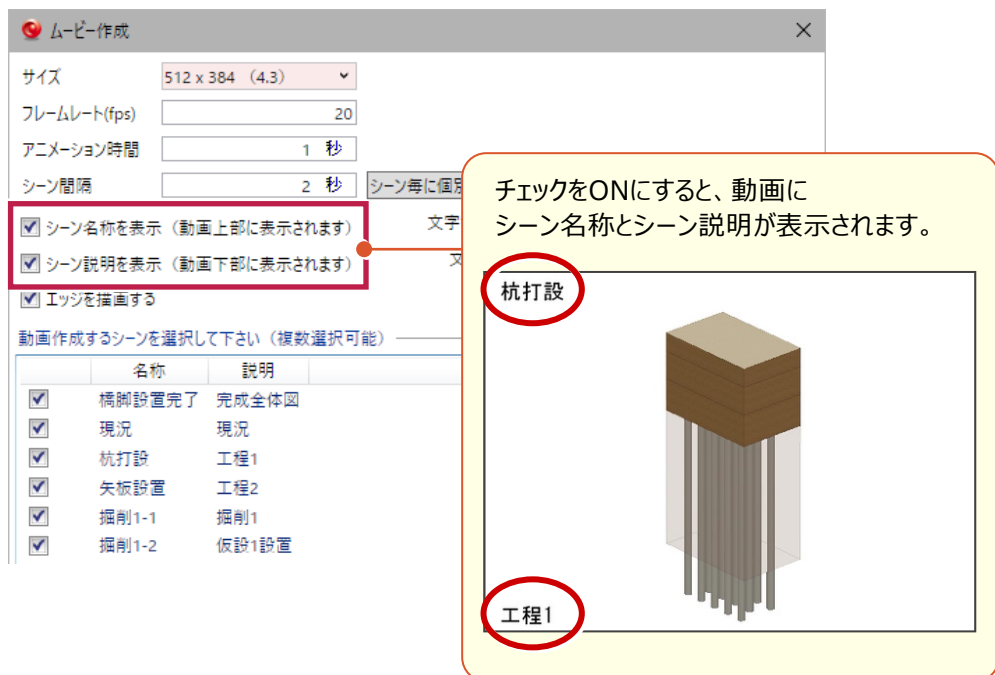 ムービー作成
サイズ 512 x 384 （4.3）
フレームレート(fps) 20
アニメーション時間 1 秒
シーン間隔 2 秒 シーン毎に個別
シーン名称を表示（動画上部に表示されます） 文字
シーン説明を表示（動画下部に表示されます）
エッジを描画する
動画作成するシーンを選択して下さい（複数選択可能）
名称 説明
橋脚設置完了 完成全体図
現況 現況
杭打設 工程1
矢板設置 工程2
掘削1-1 掘削1
掘削1-2 仮設1設置
チェックをONにすると、動画に
シーン名称とシーン説明が表示されます。
杭打設
工程1